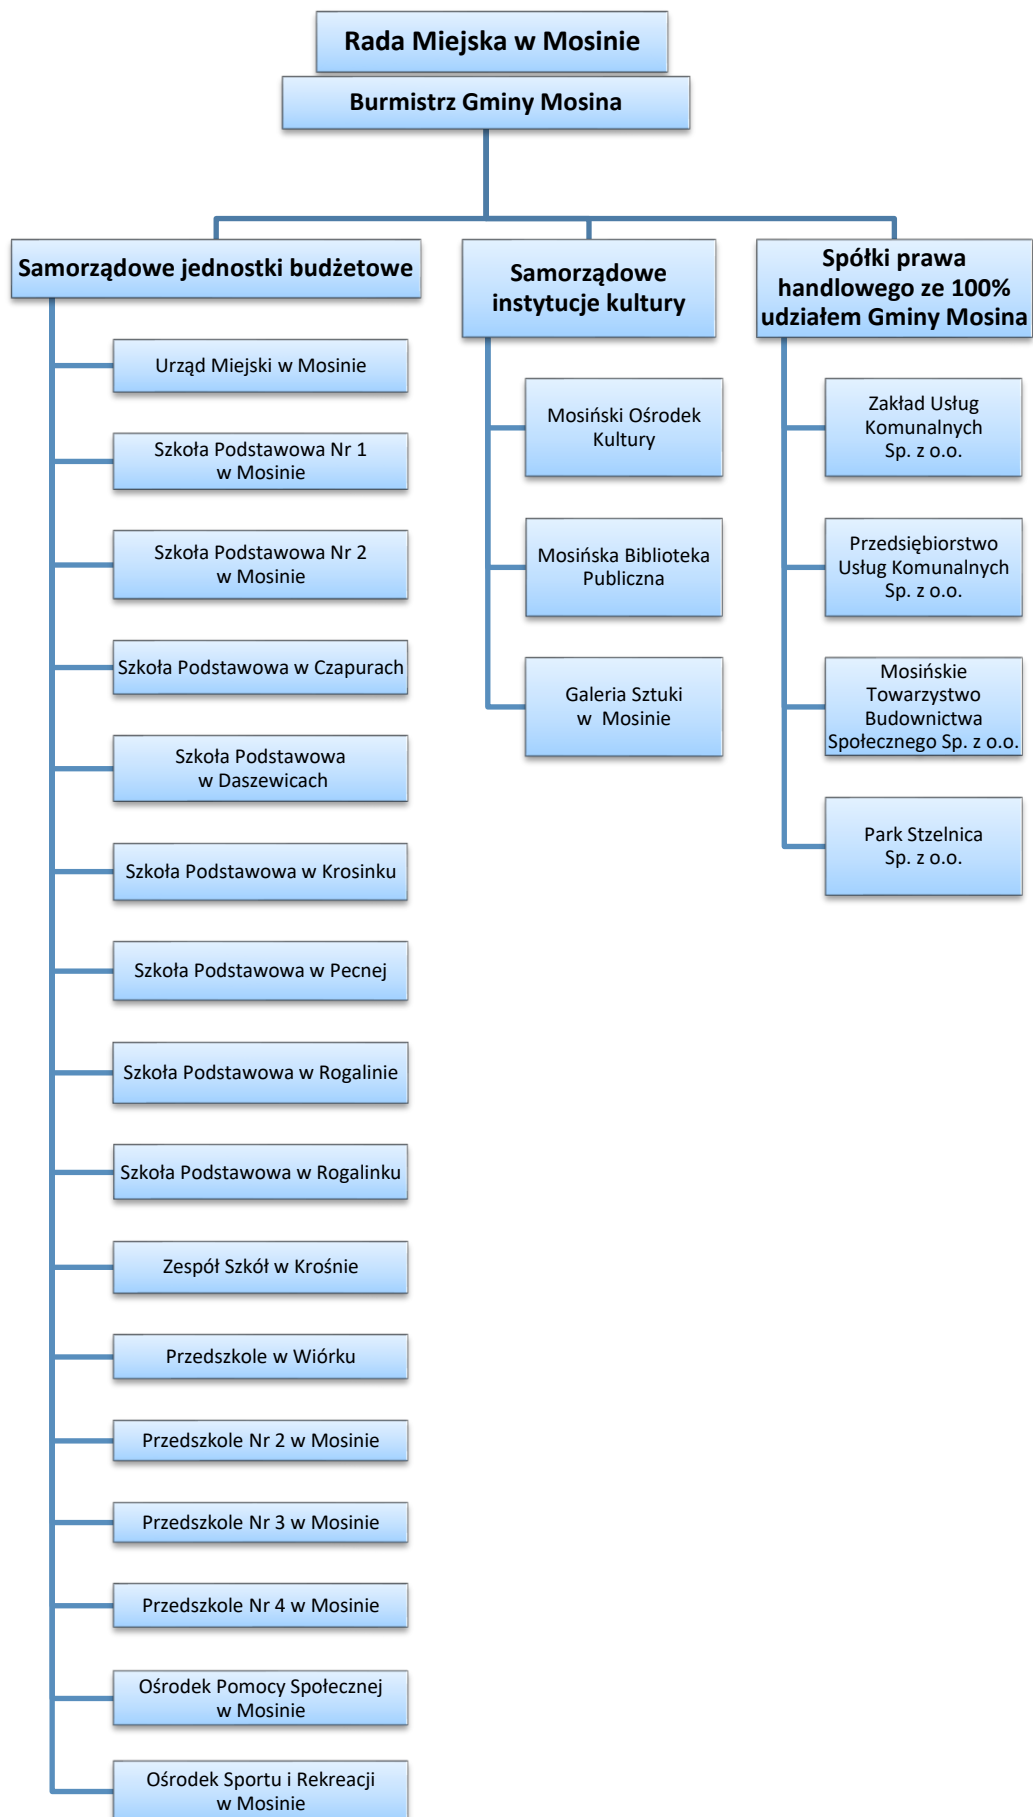 Rada Miejska w Mosinie
Burmistrz Gminy Mosina
Samorządowe jednostki budżetowe
Urząd Miejski w Mosinie
Szkoła Podstawowa Nr 1
w Mosinie
Szkoła Podstawowa Nr 2
w Mosinie
Szkoła Podstawowa w Czapurach
Szkoła Podstawowa
w Daszewicach
Szkoła Podstawowa w Krosinku
Szkoła Podstawowa w Pecnej
Szkoła Podstawowa w Rogalinie
Szkoła Podstawowa w Rogalinku
Zespół Szkół w Krośnie
Przedszkole w Wiórku
Przedszkole Nr 2 w Mosinie
Przedszkole Nr 3 w Mosinie
Przedszkole Nr 4 w Mosinie
Ośrodek Pomocy Społecznej
w Mosinie
Ośrodek Sportu i Rekreacji
w Mosinie
Samorządowe
instytucje kultury
Mosiński Ośrodek
Kultury
Mosińska Biblioteka
Publiczna
Galeria Sztuki
w Mosinie
Spółki prawa
handlowego ze 100%
udziałem Gminy Mosina
Zakład Usług
Komunalnych
Sp. z o.o.
Przedsiębiorstwo
Usług Komunalnych
Sp. z o.o.
Mosińskie
Towarzystwo
Budownictwa
Społecznego Sp. z o.o.
Park Stzelnica
Sp. z o.o.